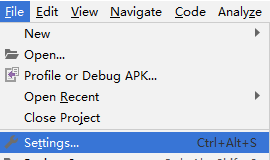 File Edit View Navigate Code Analyze
New
Open...
Profile or Debug APK...
Open Recent
Close Project
Settings... Ctrl+Alt+S